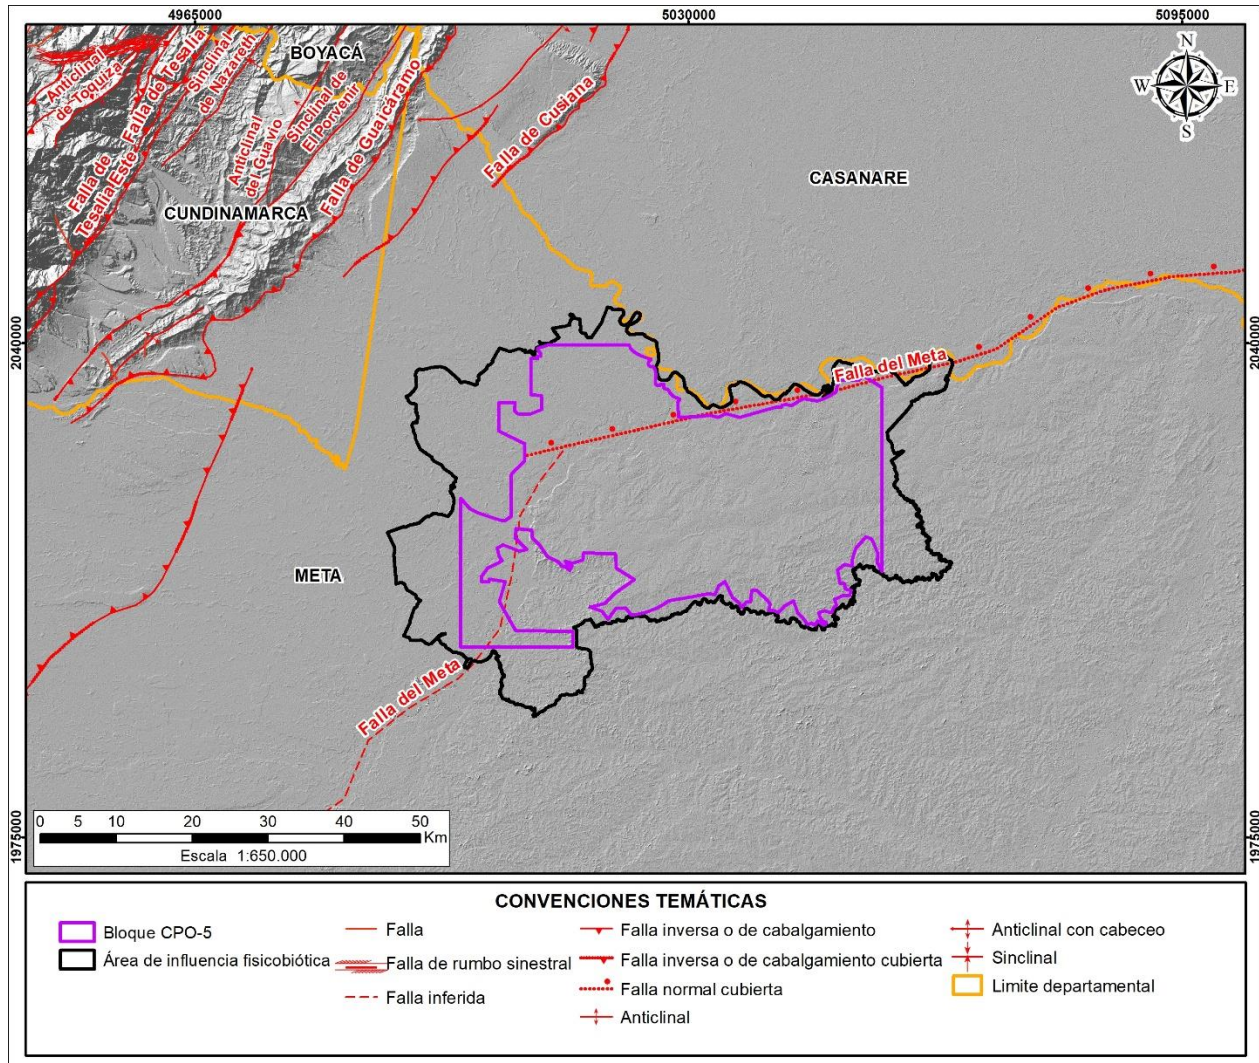 4965000
5030000
5095000
BOYACÁ
N
W
E
S
Anticlinal
de Toquiza
Falla de Tesalia
Sinclinal
de Nazareth
Sinclinal de
El Porvenir
Falla de Guaicáramo
Falla de Cusiana
Anticlinal
del Guavio
Falla de
Tesalia Este
CASANARE
CUNDINAMARCA
2040000
2040000
Falla del Meta
META
Falla del Meta
1975000
1975000
0 5 10 20 30 40 50
Km
Escala 1:650.000
CONVENCIONES TEMÁTICAS
Bloque CPO-5
Área de influencia fisicobiótica
Falla
Falla de rumbo sinestral
Falla inferida
Falla inversa o de cabalgamiento
Falla inversa o de cabalgamiento cubierta
Falla normal cubierta
Anticlinal
Anticlinal con cabeceo
Sinclinal
Limite departamental